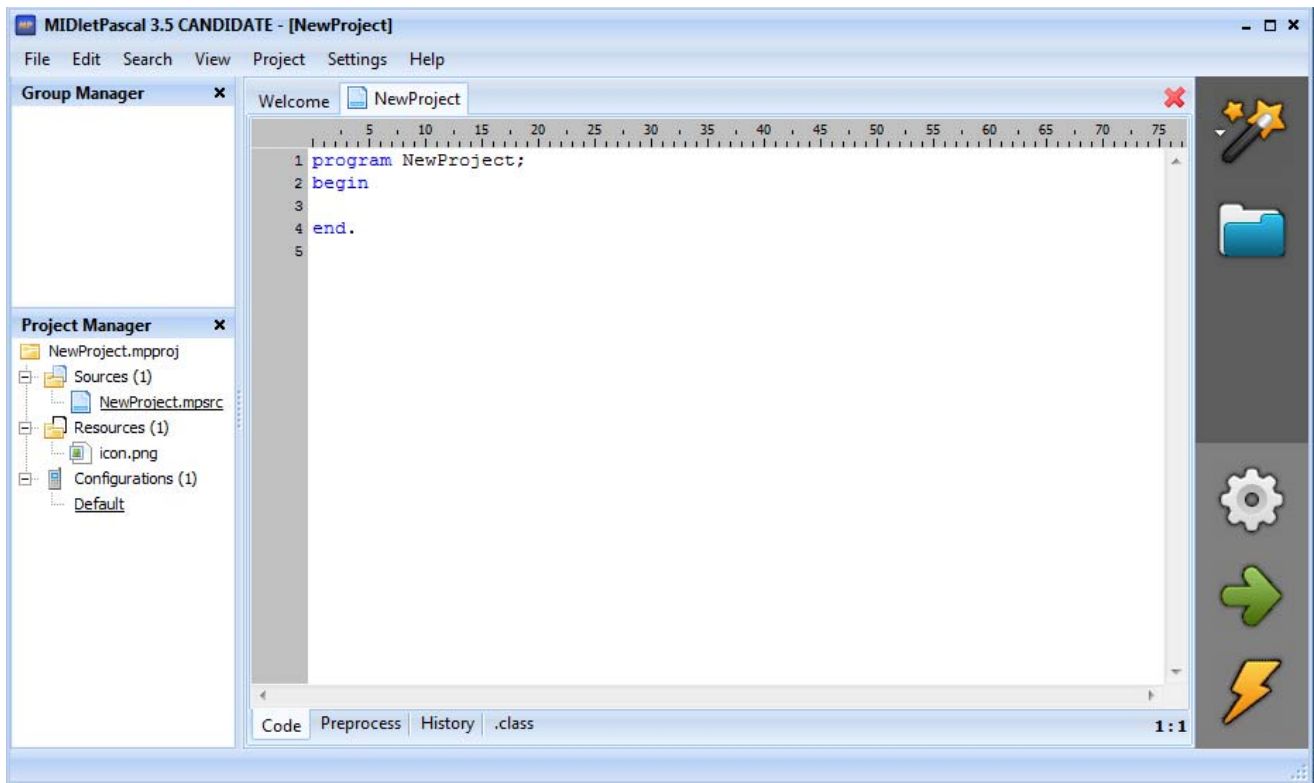 MIDletPascal 3.5 CANDIDATE - [NewProject]
File Edit Search View Project Settings Help
Group Manager
Project Manager
NewProject.mpproj
Sources (1)
NewProject.mpsrc
Resources (1)
icon.png
Configurations (1)
Default
Welcome NewProject
5 10 15 20 25 30 35 40 45 50 55 60 65 70 75
1 program NewProject;
2 begin
3
4 end.
5
Code Preprocess History .class 1:1